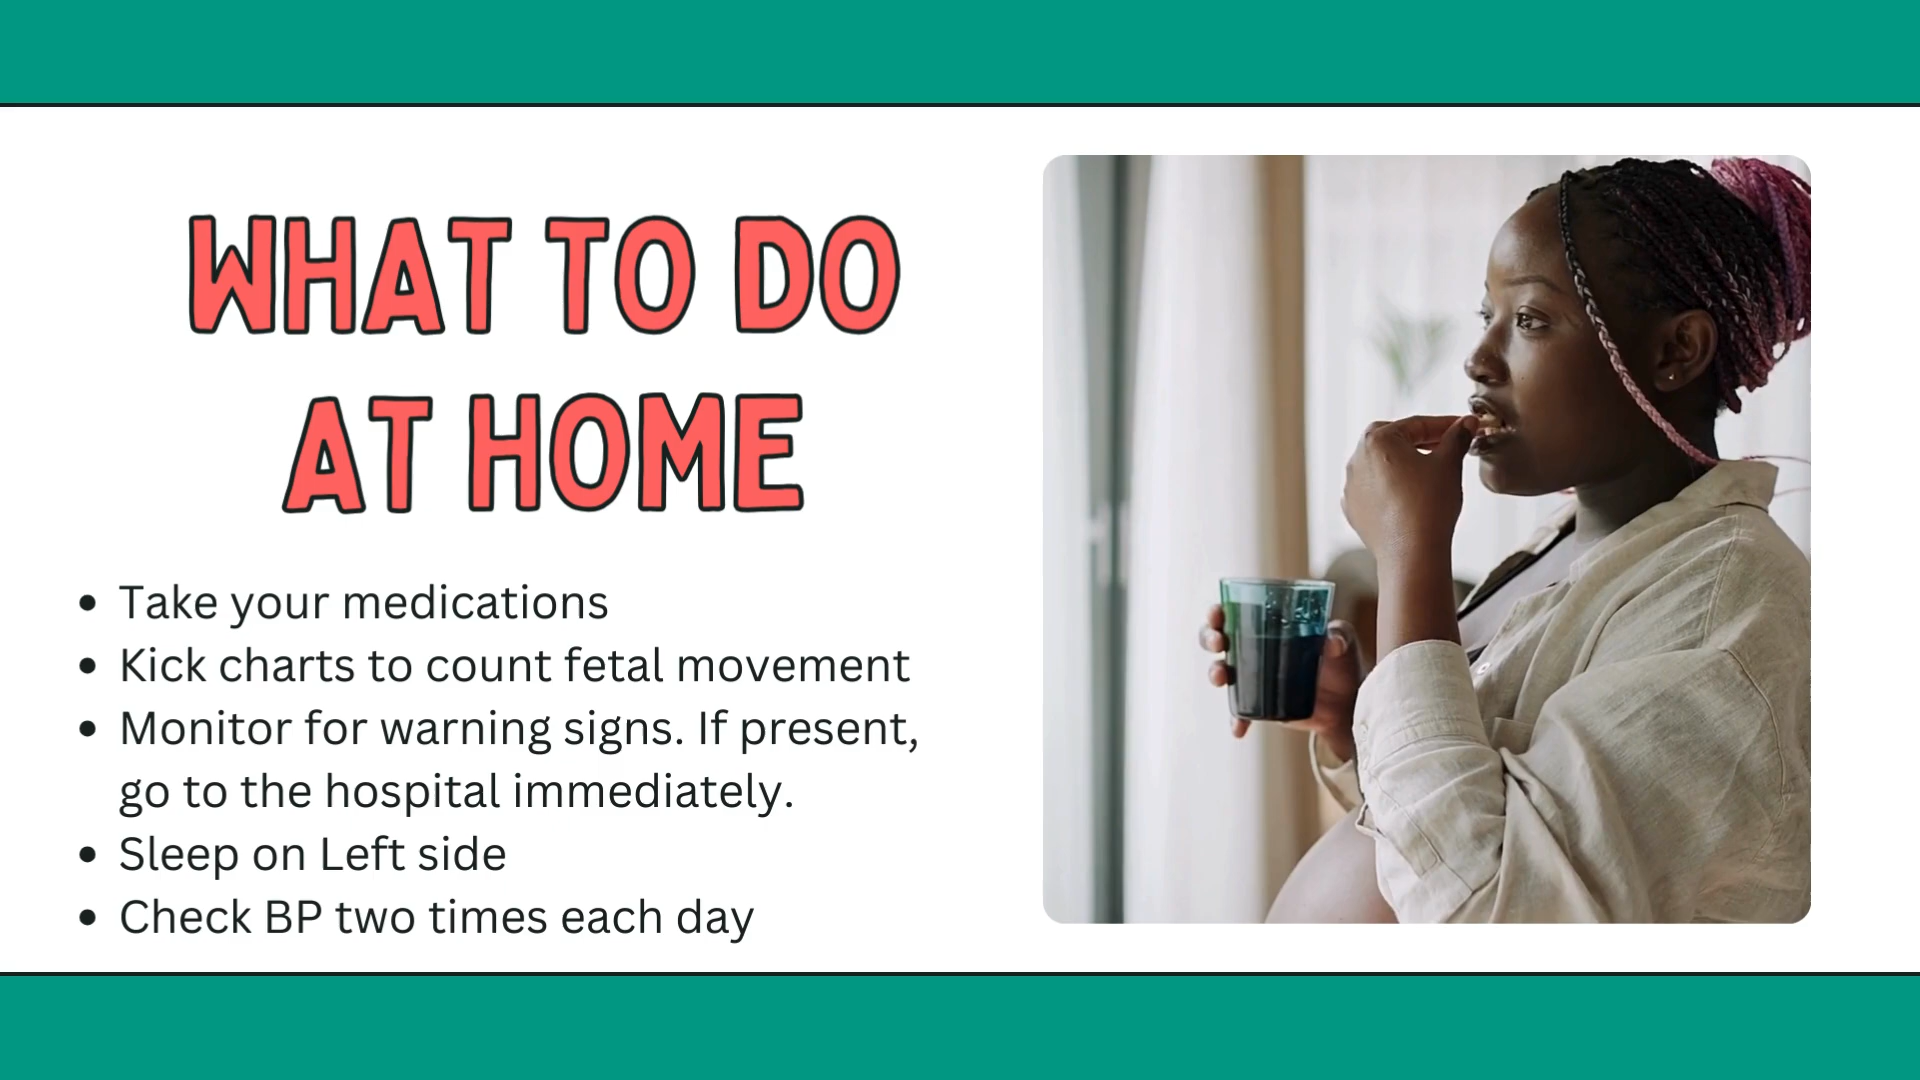 WHAT TO DO
AT HOME
• Take your medications
• Kick charts to count fetal movement
• Monitor for warning signs. If present,
go to the hospital immediately.
• Sleep on Left side
• Check BP two times each day